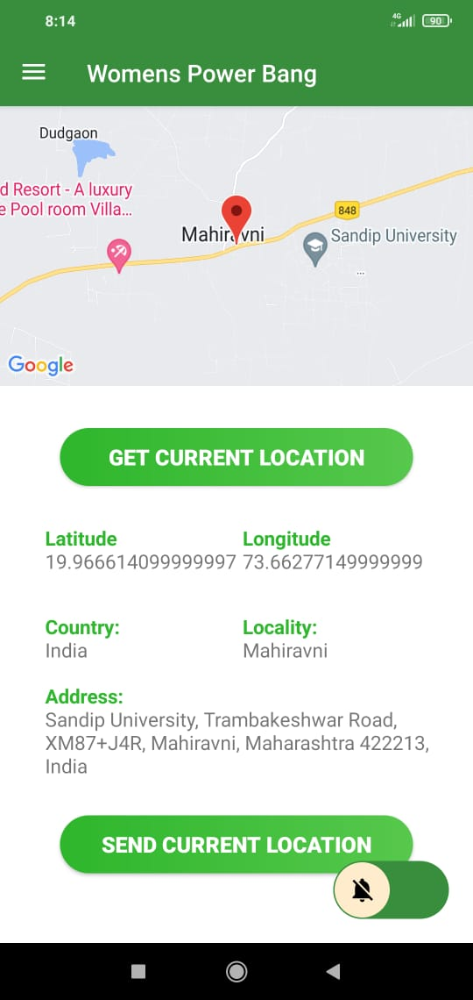 8:14
4G
90
Womens Power Bang
Dudgaon
d Resort - A luxury
e Pool room Villa...
848
Mahiravni
Sandip University
...
Google
GET CURRENT LOCATION
Latitude
Longitude
19.966614099999997 73.66277149999999
Country:
Locality:
India
Mahiravni
Address:
Sandip University, Trambakeshwar Road,
XM87+J4R, Mahiravni, Maharashtra 422213,
India
SEND CURRENT LOCATION